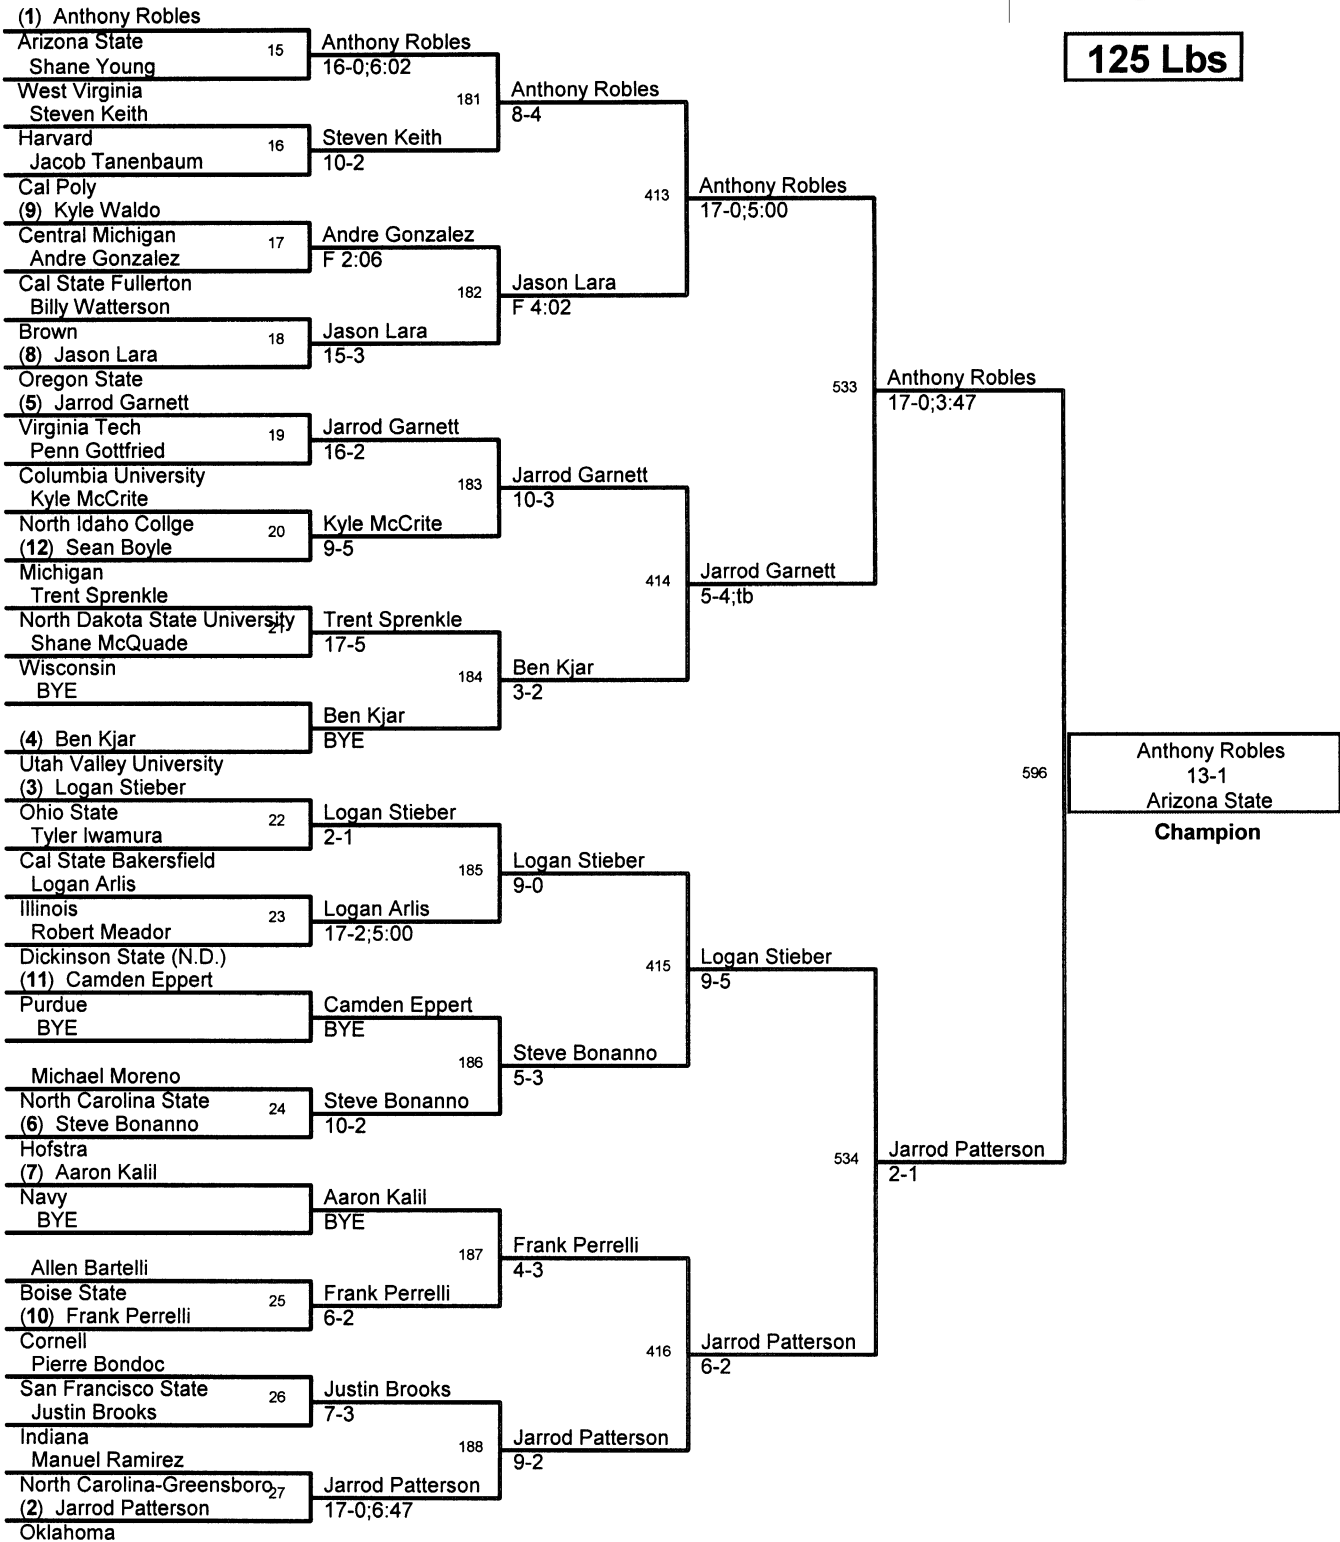 125 Lbs
(1) Anthony Robles
Arizona State
15
Shane Young
West Virginia
Steven Keith
Harvard
16
Jacob Tanenbaum
Cal Poly
(9) Kyle Waldo
Central Michigan
17
Andre Gonzalez
Cal State Fullerton
Billy Watterson
Brown
18
(8) Jason Lara
Oregon State
(5) Jarrod Garnett
Virginia Tech
19
Penn Gottfried
Columbia University
Kyle McCrite
North Idaho Collge
20
(12) Sean Boyle
Michigan
Trent Sprenkle
North Dakota State University
21
Shane McQuade
Wisconsin
BYE
(4) Ben Kjar
Utah Valley University
(3) Logan Stieber
Ohio State
22
Tyler Iwamura
Cal State Bakersfield
Logan Arlis
Illinois
23
Robert Meador
Dickinson State (N.D.)
(11) Camden Eppert
Purdue
BYE
Michael Moreno
North Carolina State
24
(6) Steve Bonanno
Hofstra
(7) Aaron Kalil
Navy
BYE
Allen Bartelli
Boise State
25
(10) Frank Perrelli
Cornell
Pierre Bondoc
San Francisco State
26
Justin Brooks
Indiana
Manuel Ramirez
North Carolina-Greensboro
27
(2) Jarrod Patterson
Oklahoma
Anthony Robles
16-0;6:02
181
Steven Keith
10-2
Andre Gonzalez
F 2:06
182
Jason Lara
15-3
Jarrod Garnett
16-2
183
Kyle McCrite
9-5
Trent Sprenkle
17-5
184
Ben Kjar
BYE
Logan Stieber
2-1
185
Logan Arlis
17-2;5:00
Camden Eppert
BYE
186
Steve Bonanno
10-2
Aaron Kalil
BYE
187
Frank Perrelli
6-2
Justin Brooks
7-3
188
Jarrod Patterson
17-0;6:47
Anthony Robles
8-4
413
Jason Lara
F 4:02
Jarrod Garnett
10-3
414
Ben Kjar
3-2
Logan Stieber
9-0
415
Steve Bonanno
5-3
Frank Perrelli
4-3
416
Jarrod Patterson
9-2
Anthony Robles
17-0;5:00
533
Jarrod Garnett
5-4;tb
Logan Stieber
9-5
534
Jarrod Patterson
6-2
Anthony Robles
17-0;3:47
596
Jarrod Patterson
2-1
Anthony Robles
13-1
Arizona State
Champion